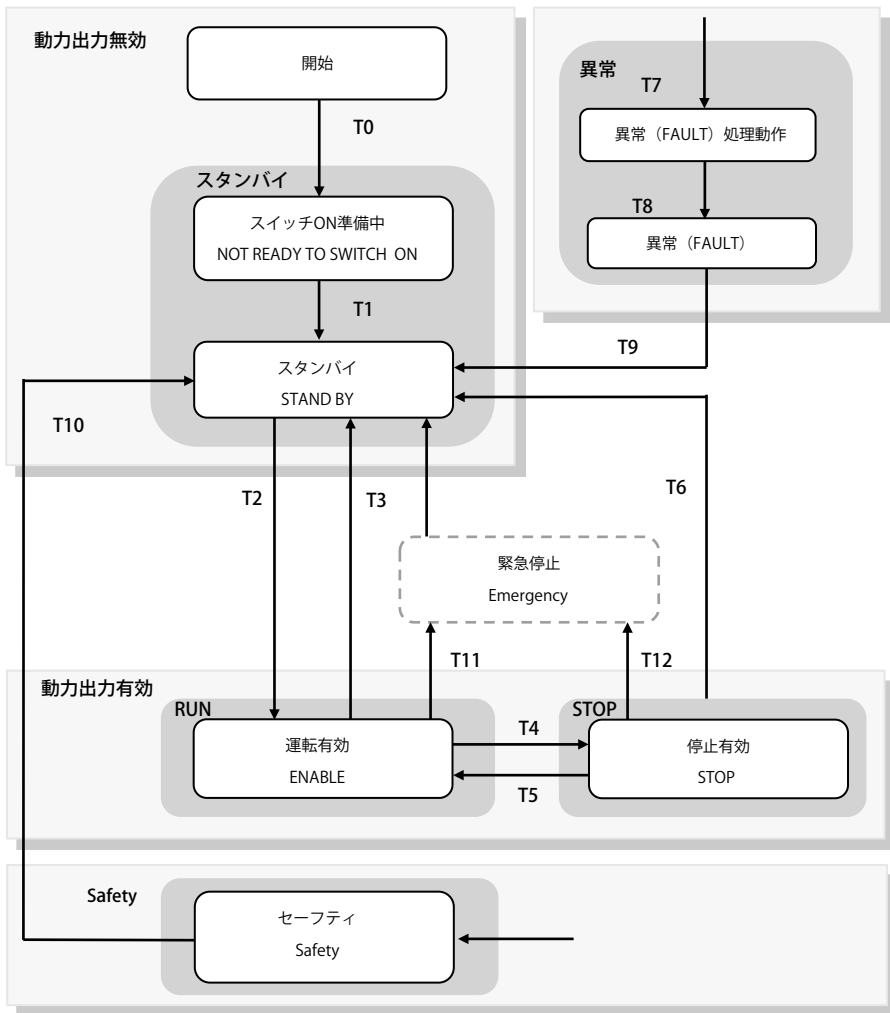 動力出力無効
開始
T0
スタンバイ
スイッチON準備中
NOT READY TO SWITCH ON
T1
スタンバイ
STAND BY
T10
T2
T3
異常
T7
異常（FAULT）処理動作
T8
異常（FAULT）
T9
T6
緊急停止
Emergency
T11
T12
動力出力有効
RUN
運転有効
ENABLE
T4
T5
STOP
停止有効
STOP
Safety
セーフティ
Safety